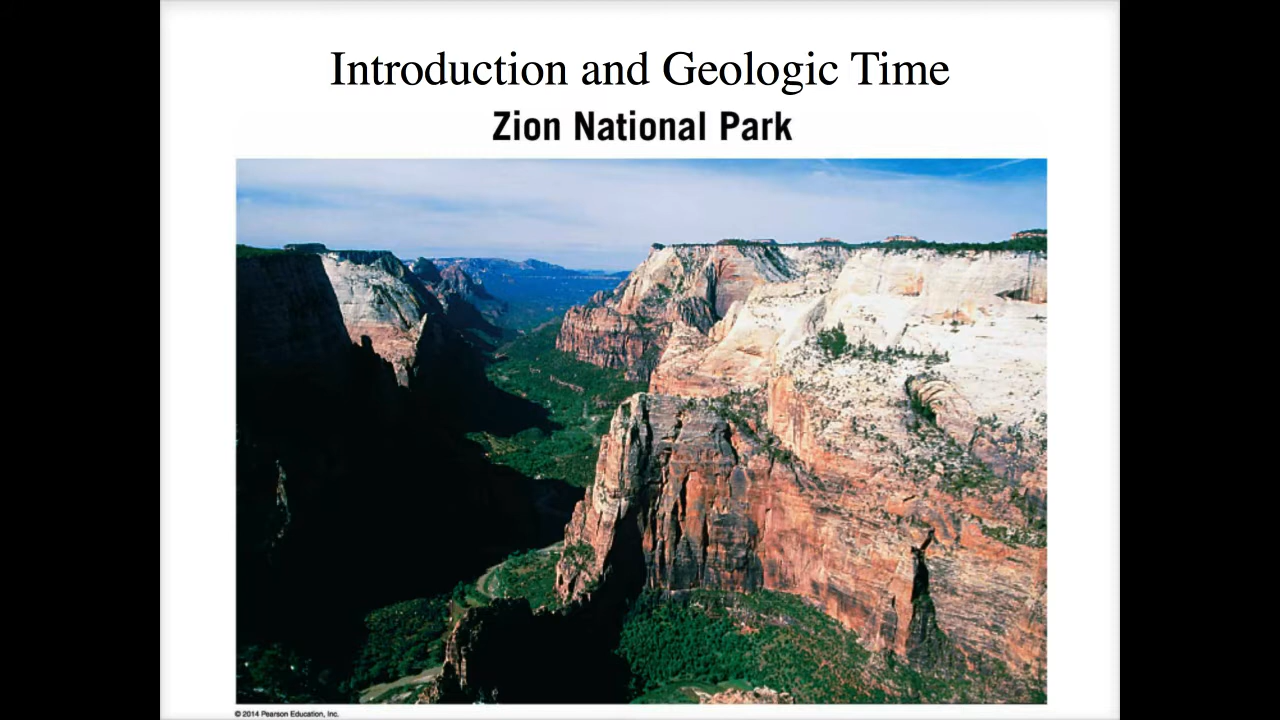 Introduction and Geologic Time
Zion National Park
© 2014 Pearson Education, Inc.